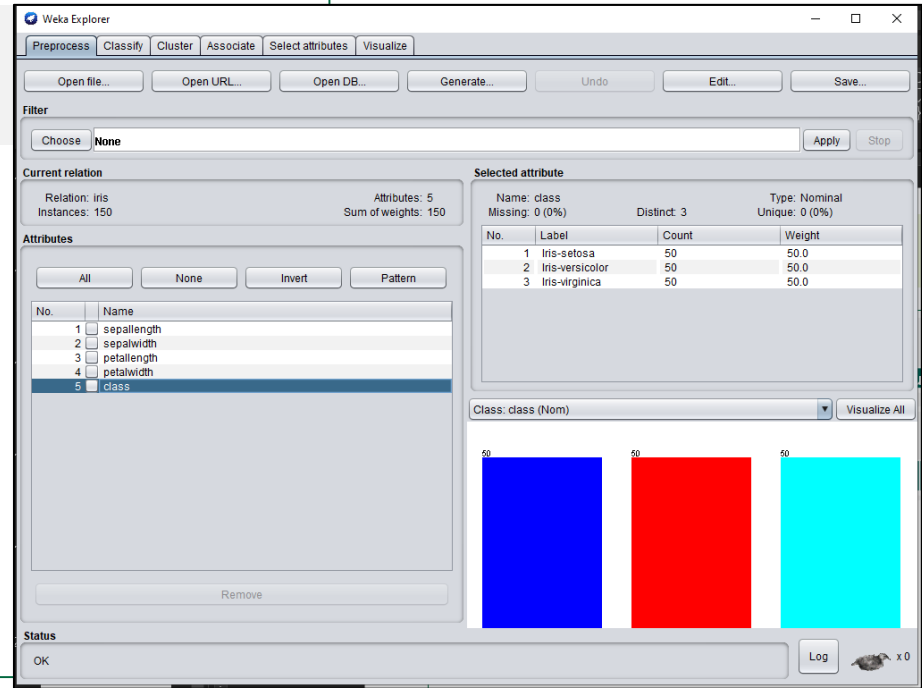 Weka Explorer
Preprocess Classify Cluster Associate Select attributes Visualize
Open file... Open URL... Open DB... Generate... Undo Edit... Save...
Filter
Choose None Apply Stop
Current relation
Relation: iris Attributes: 5
Instances: 150 Sum of weights: 150
Attributes
All None Invert Pattern
No. Name
1 sepallength
2 sepalwidth
3 petallength
4 petalwidth
5 class
Remove
Selected attribute
Name: class Type: Nominal
Missing: 0 (0%) Distinct: 3 Unique: 0 (0%)
No. Label Count Weight
1 Iris-setosa 50 50.0
2 Iris-versicolor 50 50.0
3 Iris-virginica 50 50.0
Class: class (Nom) Visualize All
50 50 50
Status
OK Log x 0